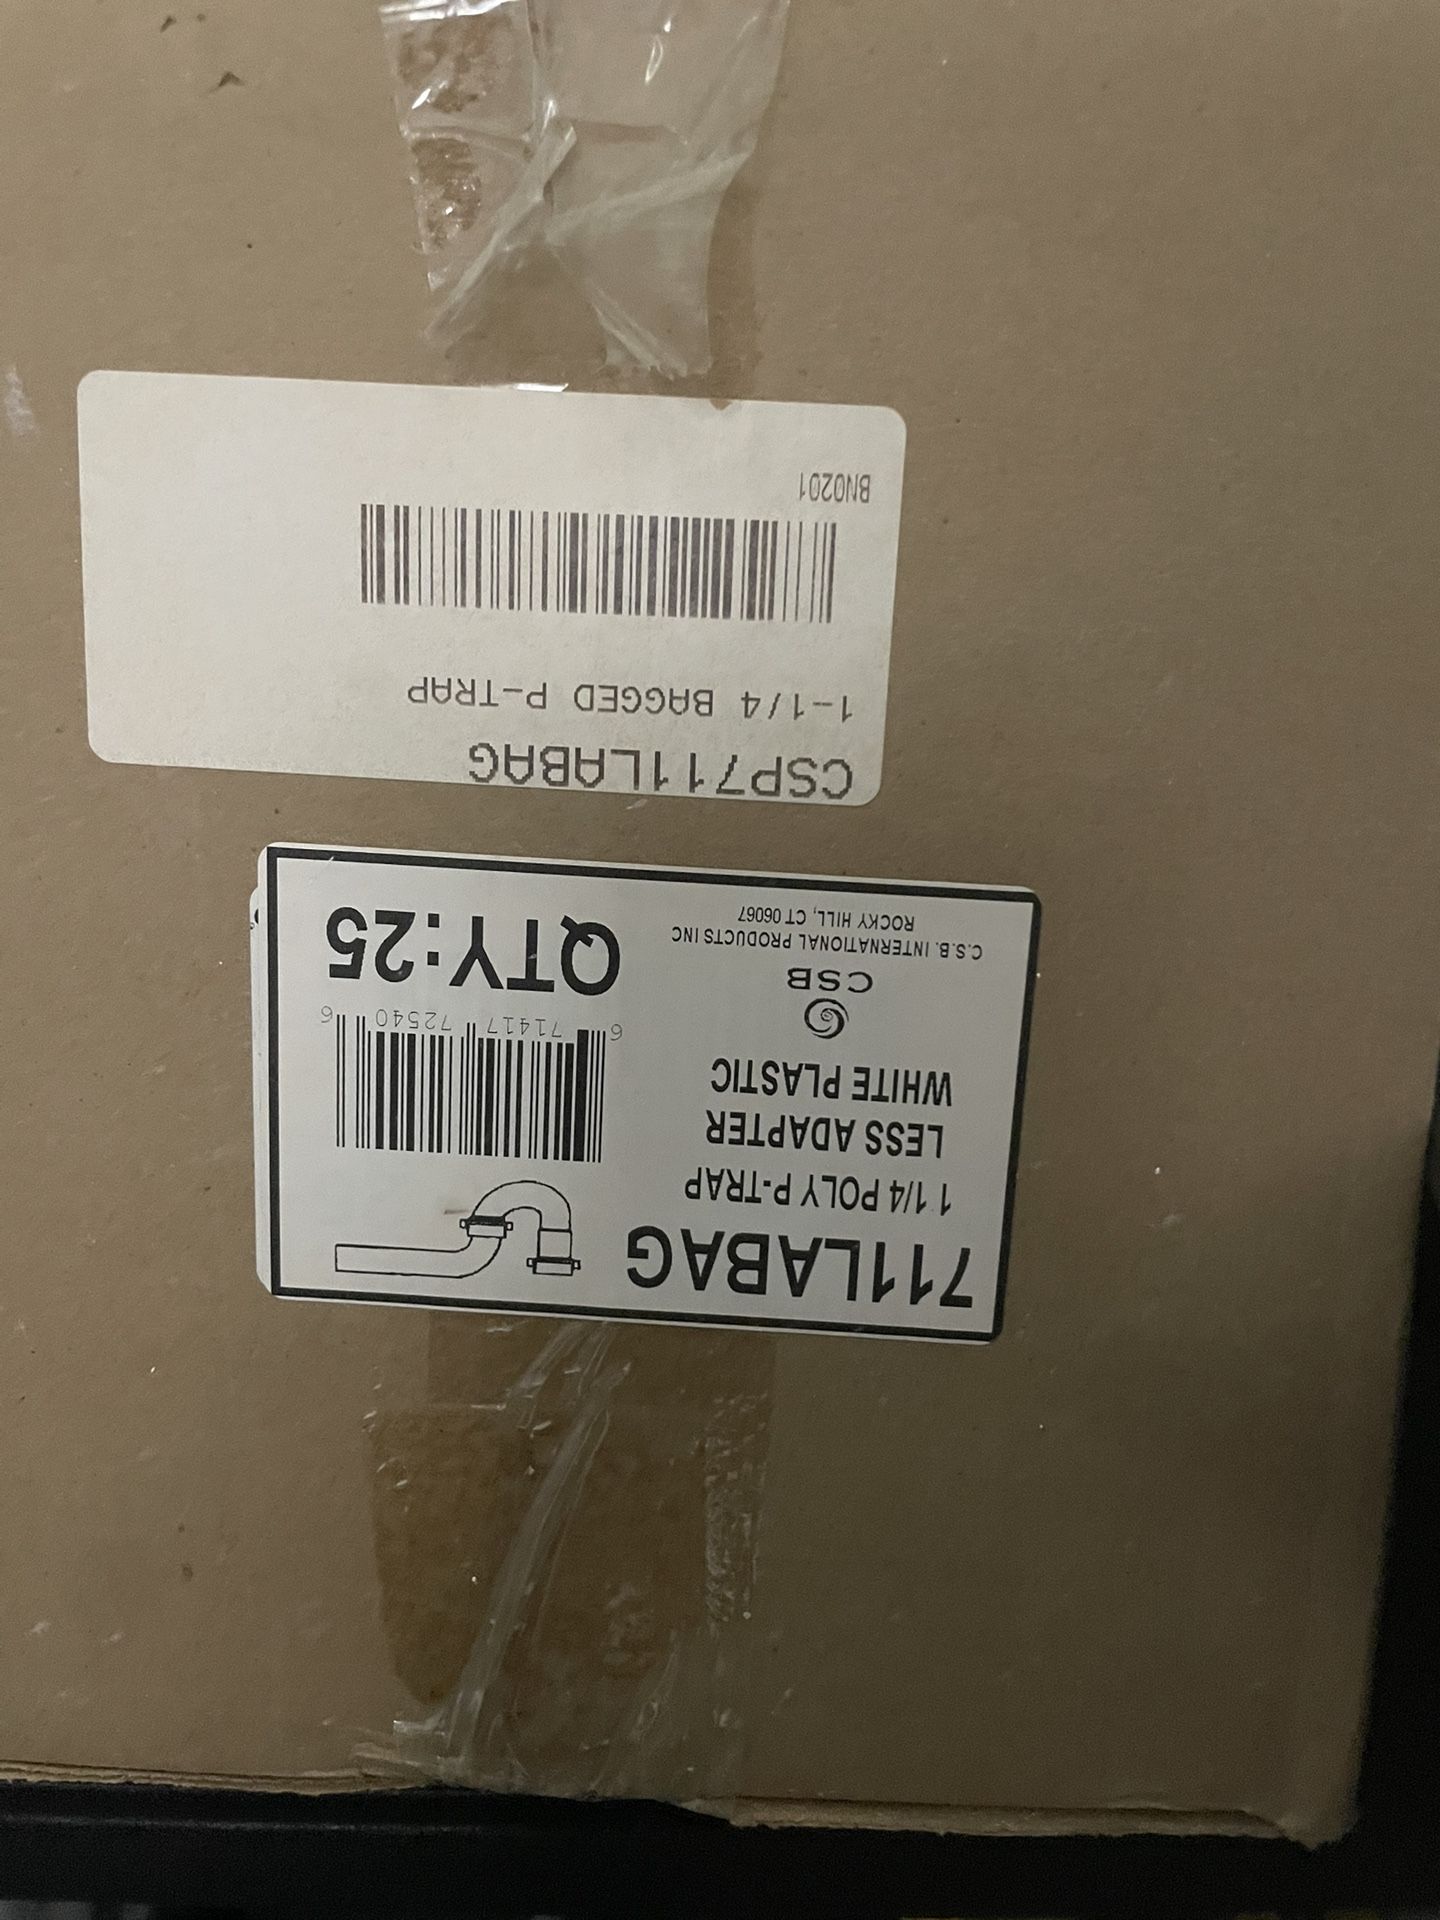 711LABAG
1 1/4 POLY P-TRAP
LESS ADAPTER
WHITE PLASTIC
CSB
C.S.B. INTERNATIONAL PRODUCTS INC
ROCKY HILL, CT 06067
6 71417 72540 6
QTY:25
CSP711LABAG
1-1/4 BAGGED P-TRAP
BN0201